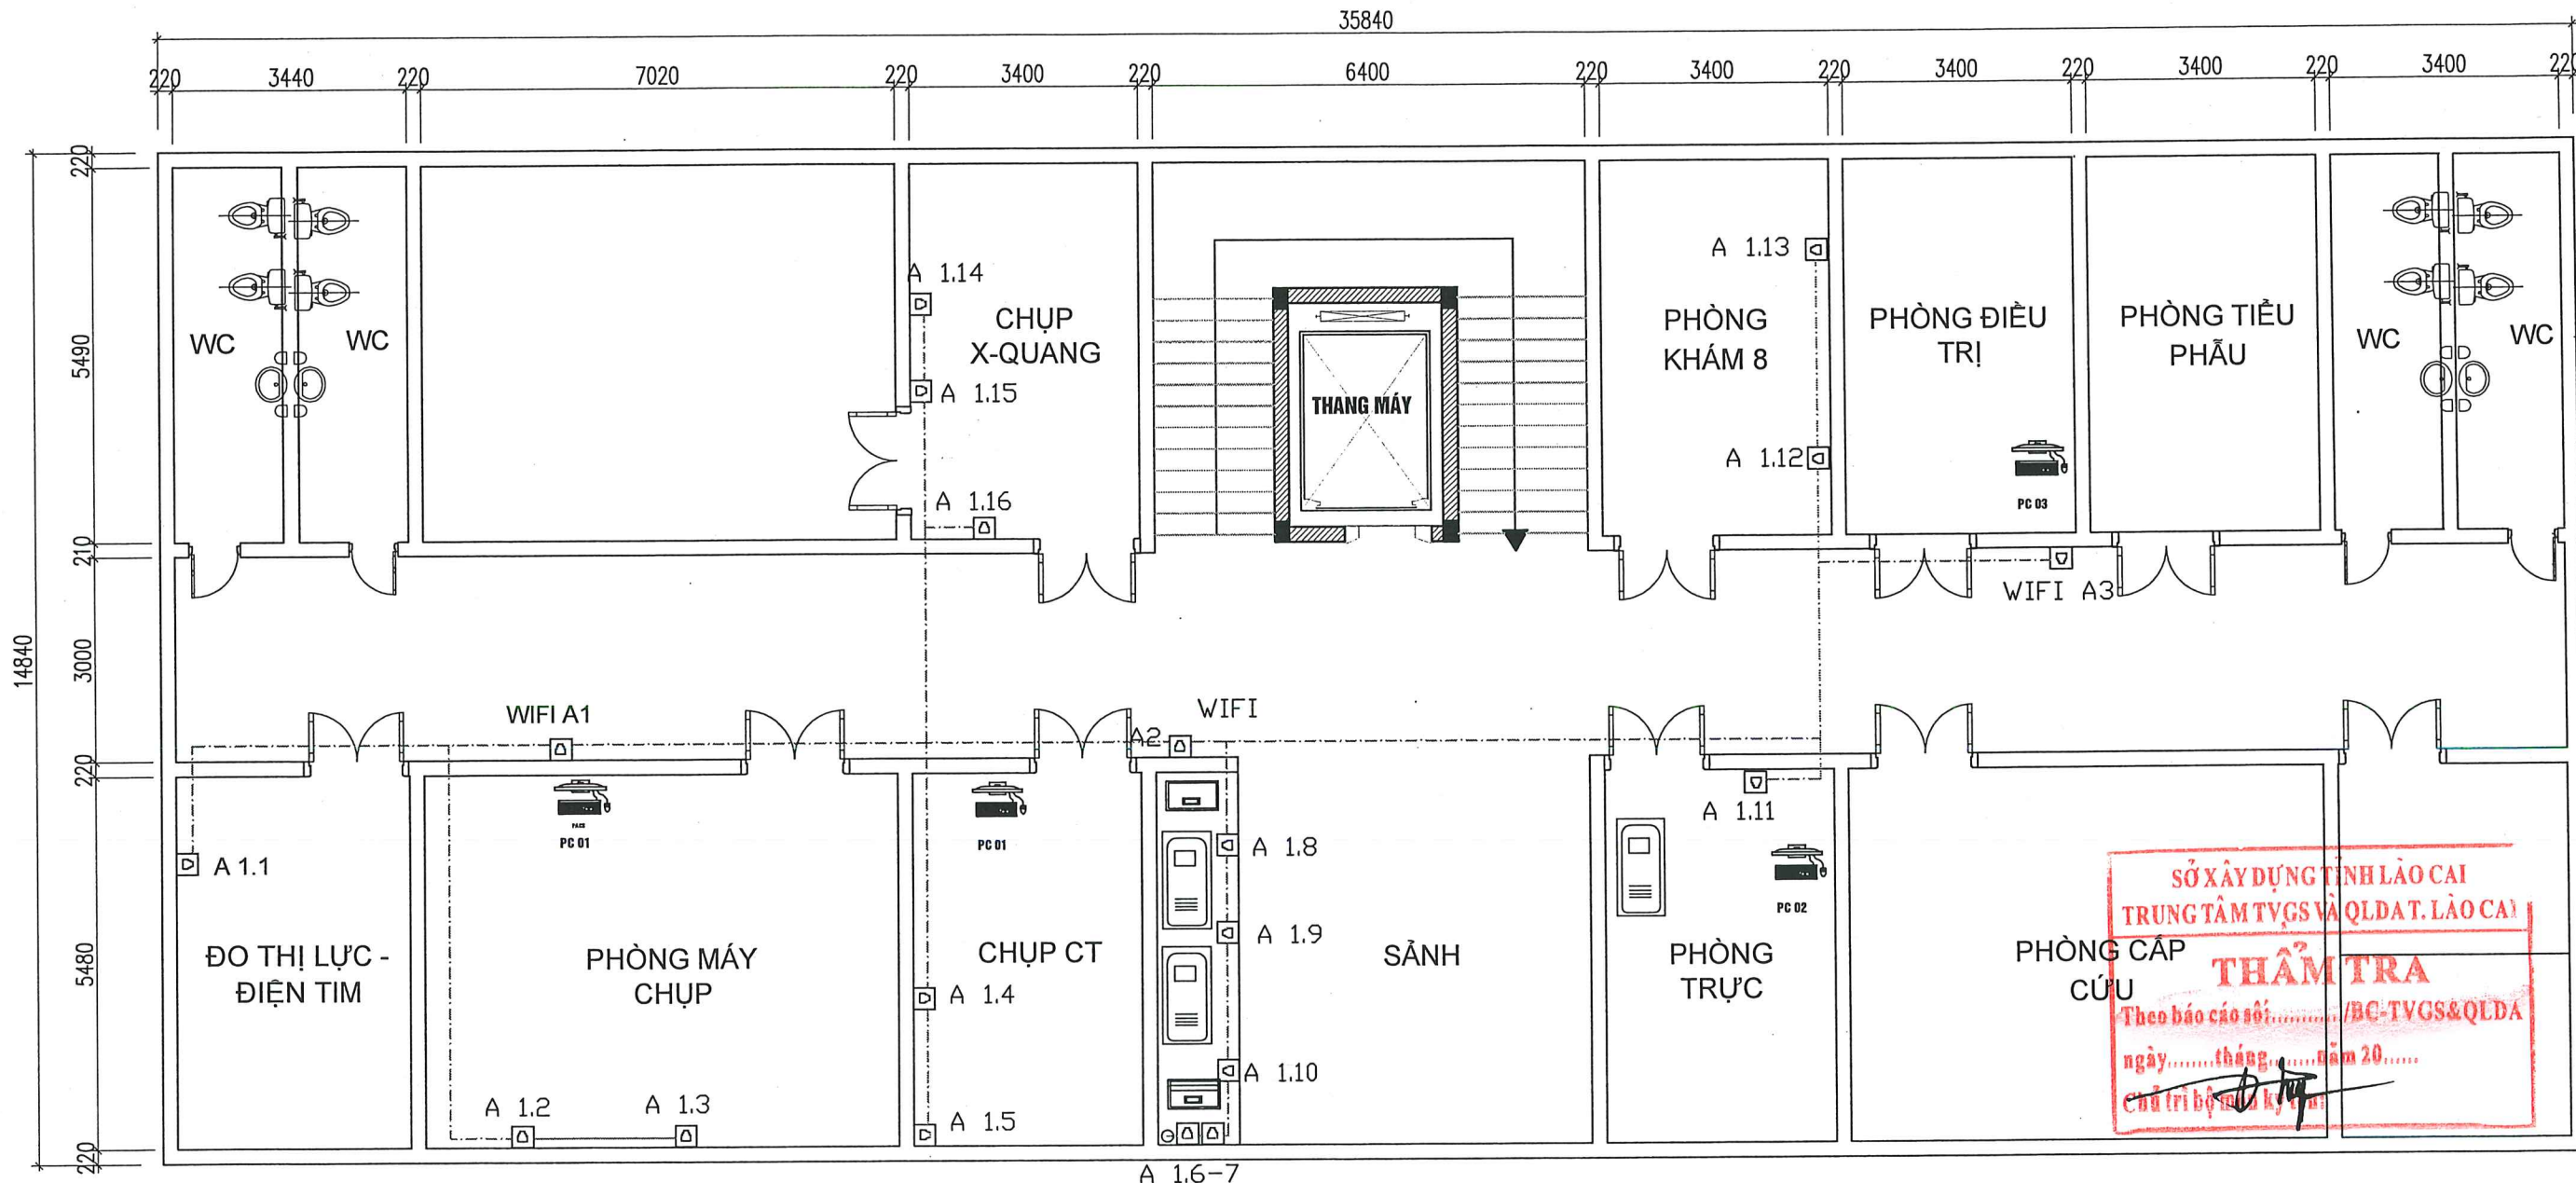 35840
220 3440 220 7020 220 3400 220 6400 220 3400 220 3400 220 3400 220 3400 220
14840
220
5490
210
3000
220
5480
220
WC
WC
A 1.14
A 1.15
A 1.16
CHỤP
X-QUANG
THANG MÁY
A 1.13
PHÒNG
KHÁM 8
A 1.12
PHÒNG ĐIỀU
TRỊ
PC 03
PHÒNG TIỂU
PHẪU
WC
WC
WIFI A3
WIFI A1
WIFI
A2
A 1.1
ĐO THỊ LỰC -
ĐIỆN TIM
PACS
PC 01
PHÒNG MÁY
CHỤP
A 1.2
A 1.3
PC 01
CHỤP CT
A 1.4
A 1.5
A 1.8
A 1.9
A 1.10
A 1.6-7
SẢNH
A 1.11
PC 02
PHÒNG
TRỰC
PHÒNG CẤP
CỨU
SỞ XÂY DỰNG TỈNH LÀO CAI
TRUNG TÂM TVGS VÀ QLDA T. LÀO CAI
THẨM TRA
Theo báo cáo số:............/BC-TVGS&QLDA
ngày........tháng........năm 20......
Chủ trì bộ môn ký